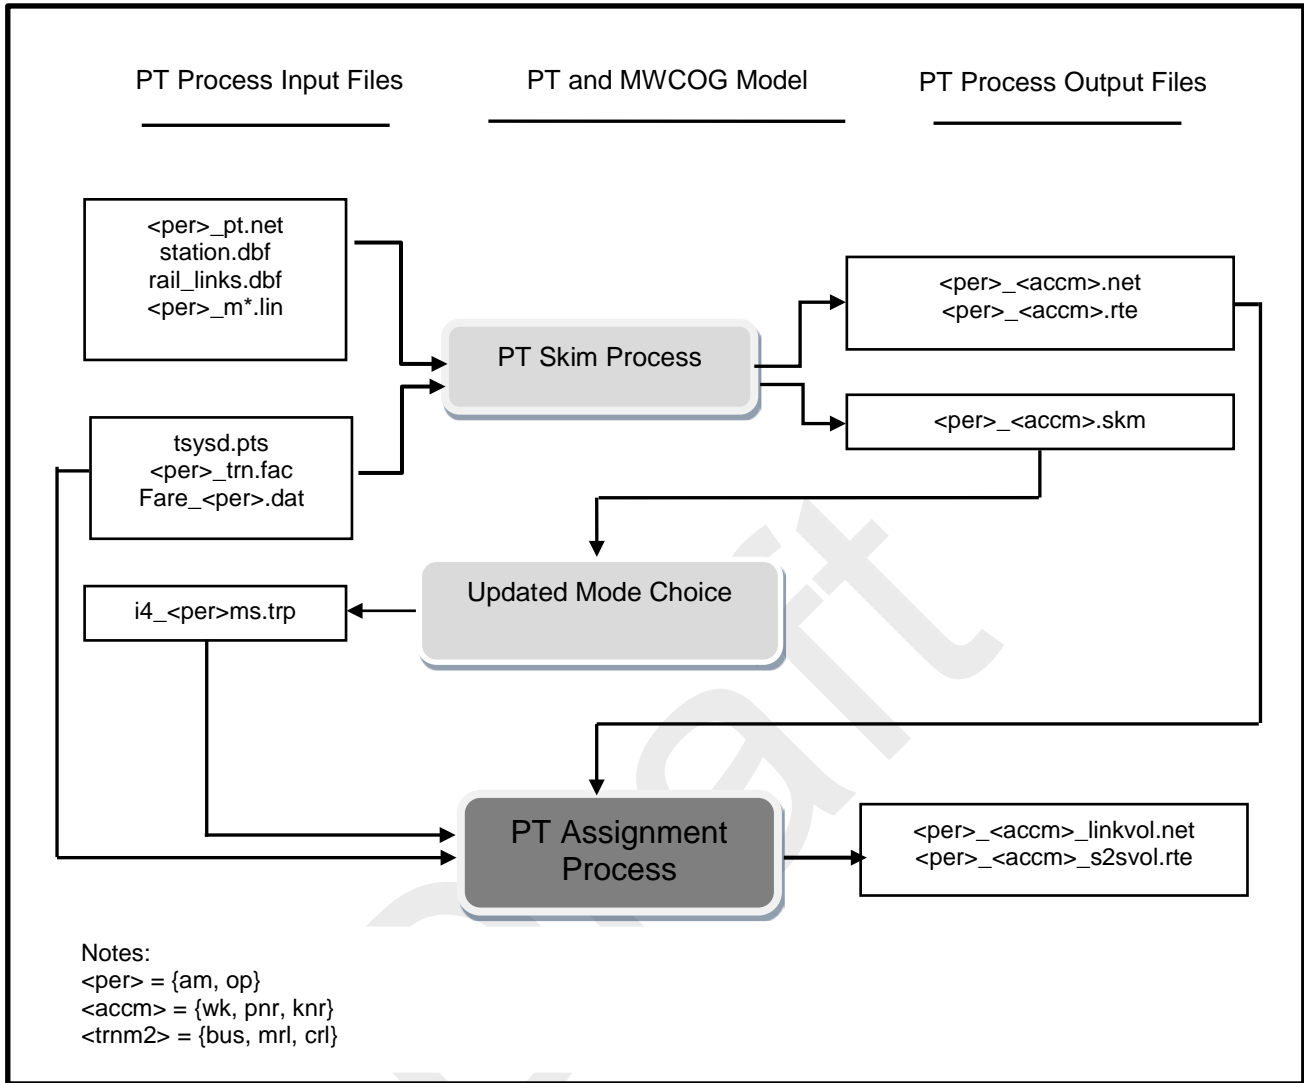 PT Process Input Files
PT and MWCOG Model
PT Process Output Files
<per>_pt.net
station.dbf
rail_links.dbf
<per>_m*.lin
<per>_<accm>.net
<per>_<accm>.rte
PT Skim Process
<per>_<accm>.skm
tsysd.pts
<per>_trn.fac
Fare_<per>.dat
Updated Mode Choice
i4_<per>ms.trp
PT Assignment
Process
<per>_<accm>_linkvol.net
<per>_<accm>_s2svol.rte
Notes:
<per> = {am, op}
<accm> = {wk, pnr, knr}
<trnm2> = {bus, mrl, crl}